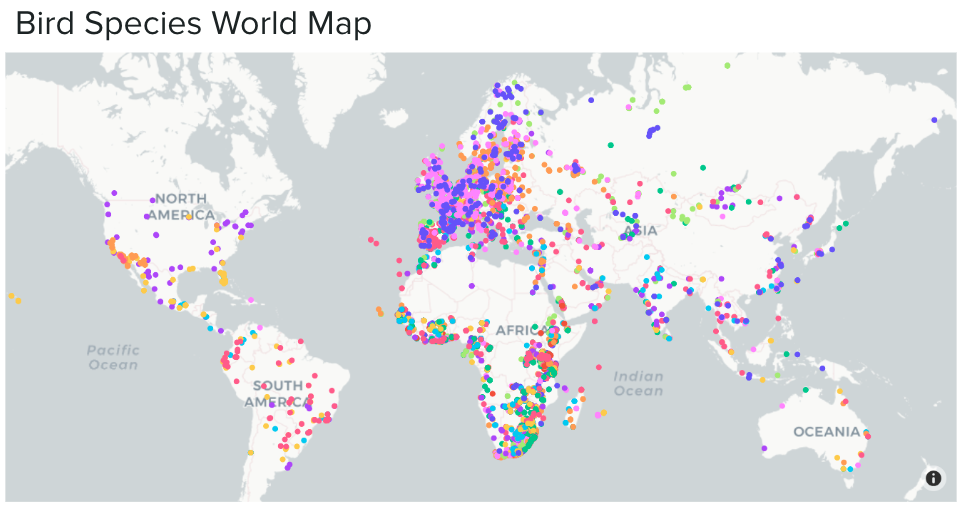 Bird Species World Map
NORTH
AMERICA
ASIA
AFRICA
Pacific
Ocean
Indian
Ocean
SOUTH
AMERICA
OCEANIA
i